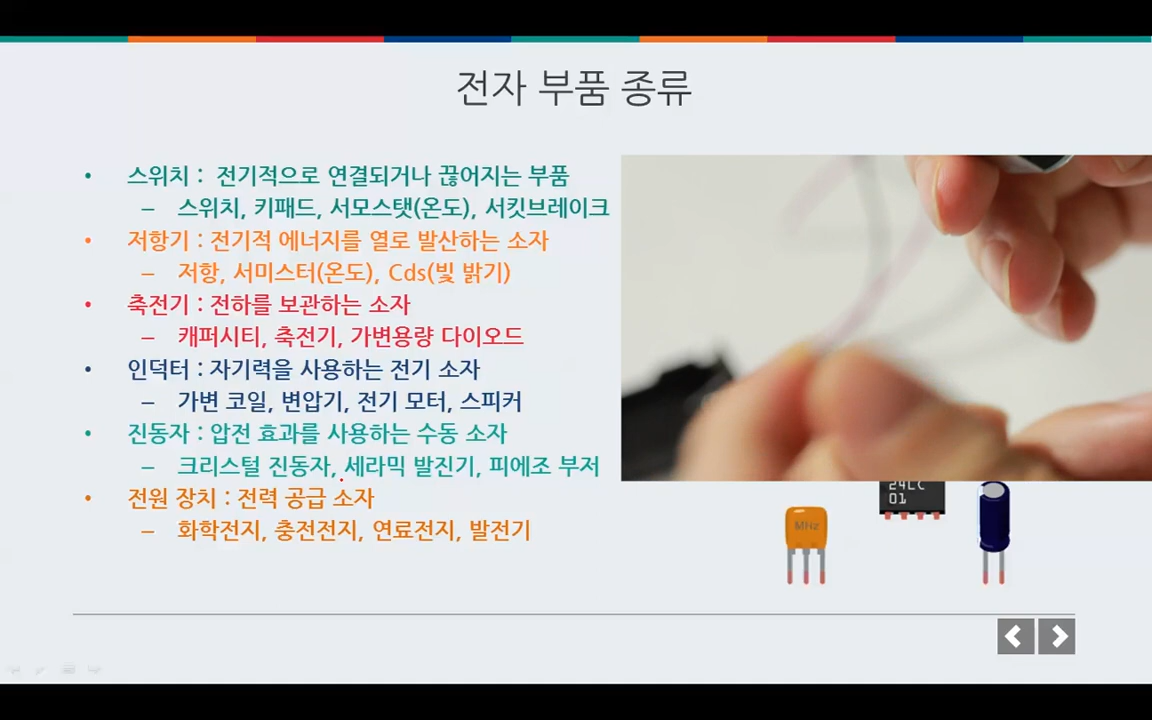 전자 부품 종류
• 스위치 : 전기적으로 연결되거나 끊어지는 부품
– 스위치, 키패드, 서모스탯(온도), 서킷브레이크
• 저항기 : 전기적 에너지를 열로 발산하는 소자
– 저항, 서미스터(온도), Cds(빛 밝기)
• 축전기 : 전하를 보관하는 소자
– 캐퍼시티, 축전기, 가변용량 다이오드
• 인덕터 : 자기력을 사용하는 전기 소자
– 가변 코일, 변압기, 전기 모터, 스피커
• 진동자 : 압전 효과를 사용하는 수동 소자
– 크리스털 진동자, 세라믹 발진기, 피에조 부저
• 전원 장치 : 전력 공급 소자
– 화학전지, 충전전지, 연료전지, 발전기
24LC
01
MHz